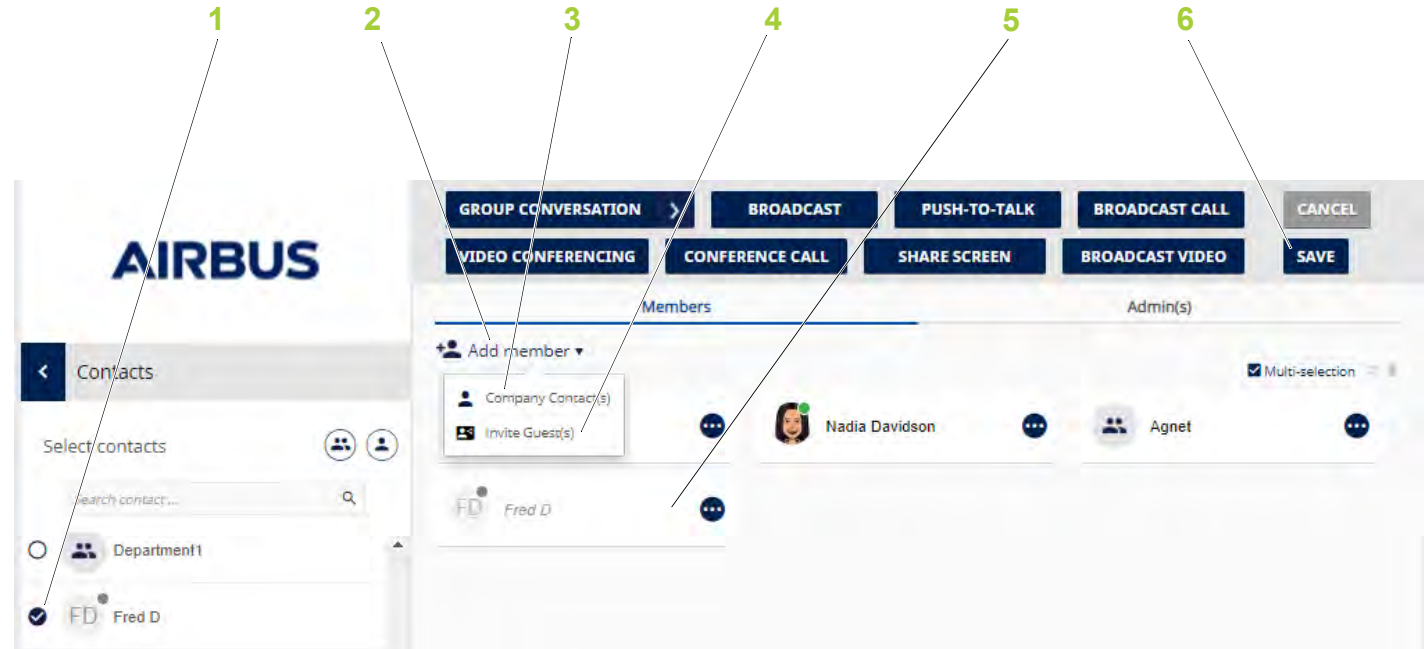 1 2 3 4 5 6
GROUP CONVERSATION BROADCAST PUSH-TO-TALK BROADCAST CALL CANCEL
AIRBUS
VIDEO CONFERENCING CONFERENCE CALL SHARE SCREEN BROADCAST VIDEO SAVE
Members Admin(s)
Add member
Contacts
Multi-selection
Company Contact(s)
Invite Guest(s)
Nadia Davidson
Agnet
Select contacts
Search contact ...
FD Fred D
Department1
FD Fred D